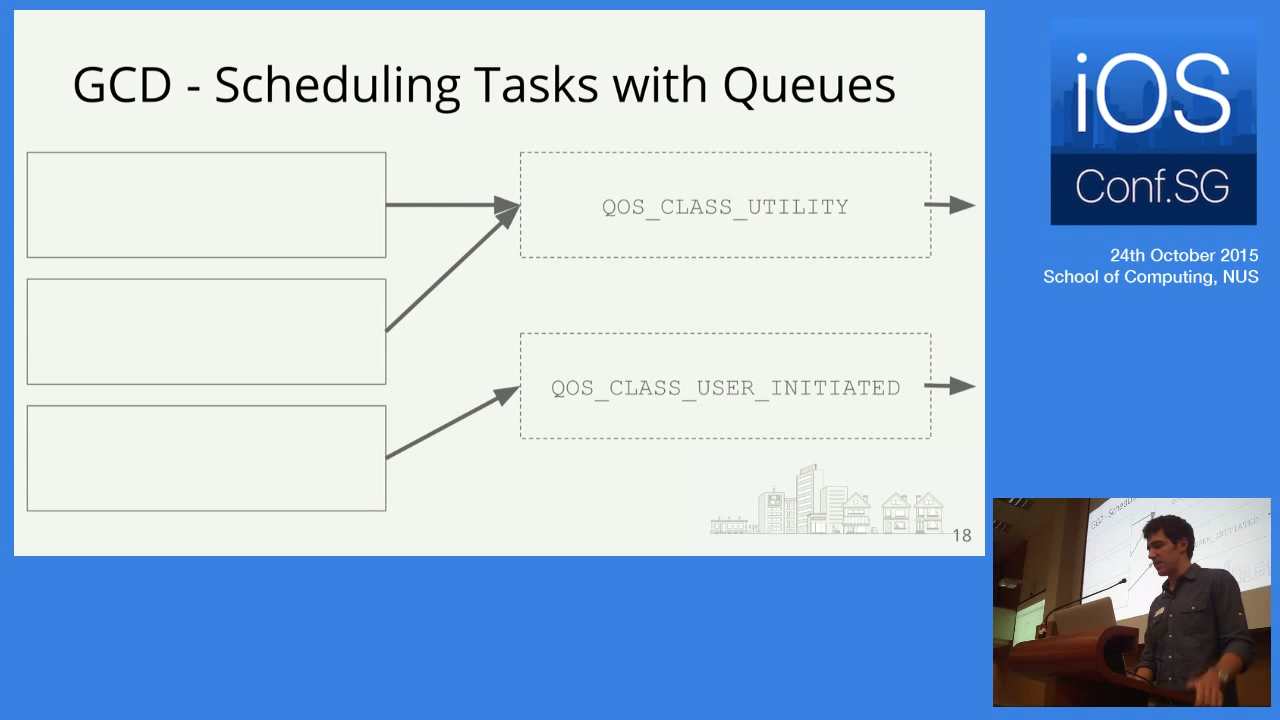 GCD - Scheduling Tasks with Queues
QOS_CLASS_UTILITY
QOS_CLASS_USER_INITIATED
18
iOS
Conf.SG
24th October 2015
School of Computing, NUS